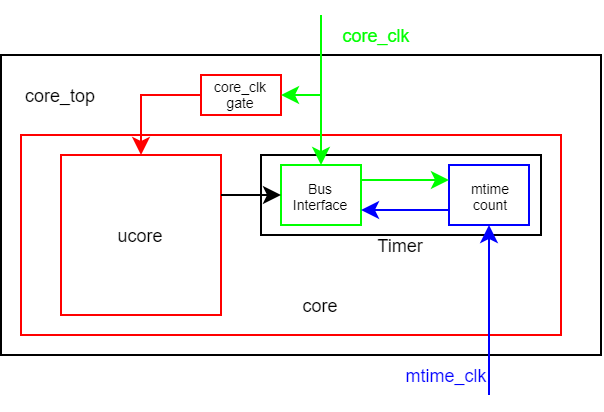 core_clk
core_clk
gate
core_top
Bus
Interface
mtime
count
ucore
Timer
core
mtime_clk